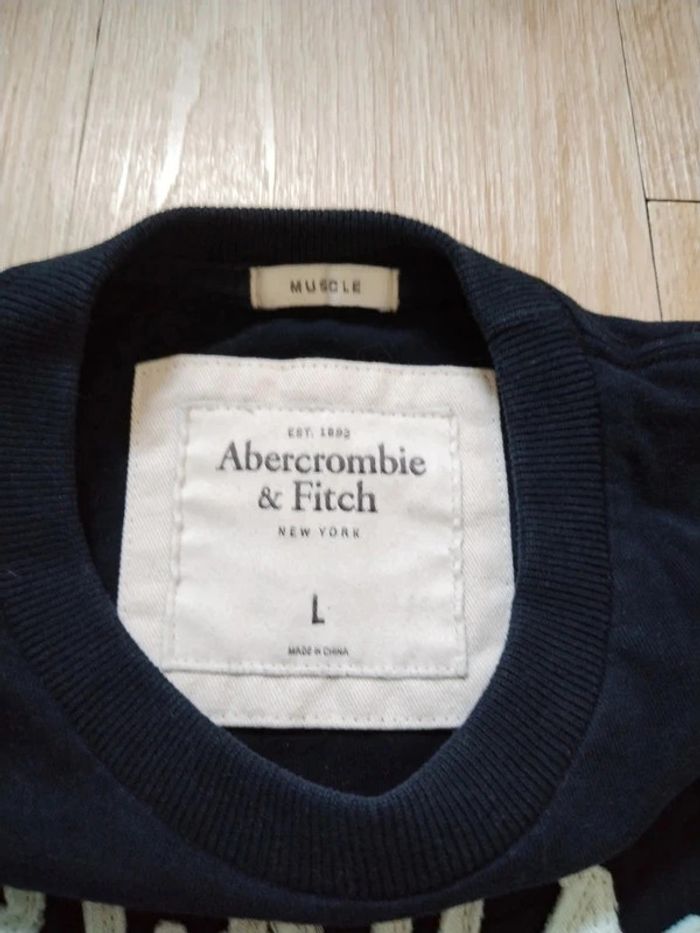 MUSCLE
EST. 1892
Abercrombie
& Fitch
NEW YORK
L
MADE IN CHINA